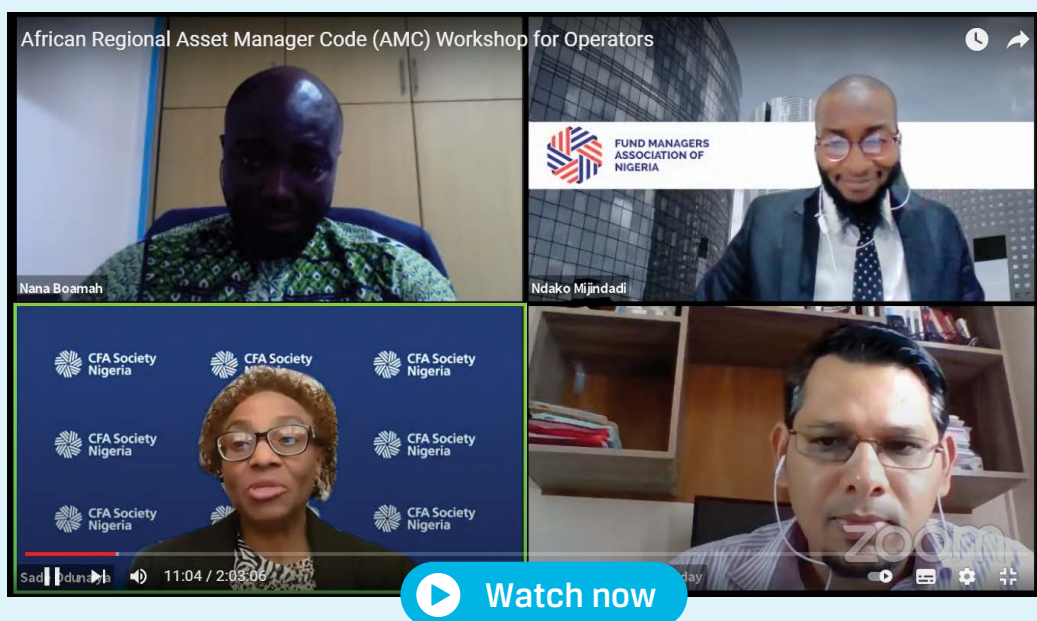 African Regional Asset Manager Code (AMC) Workshop for Operators
FUND MANAGERS
ASSOCIATION OF
NIGERIA
Nana Boamah
Ndako Mijindadi
CFA Society
Nigeria
CFA Society
Nigeria
CFA Society
Nigeria
CFA Society
Nigeria
CFA Society
Nigeria
CFA Society
Nigeria
CFA Society
Nigeria
zoom
11:04 / 2:03:06
Watch now